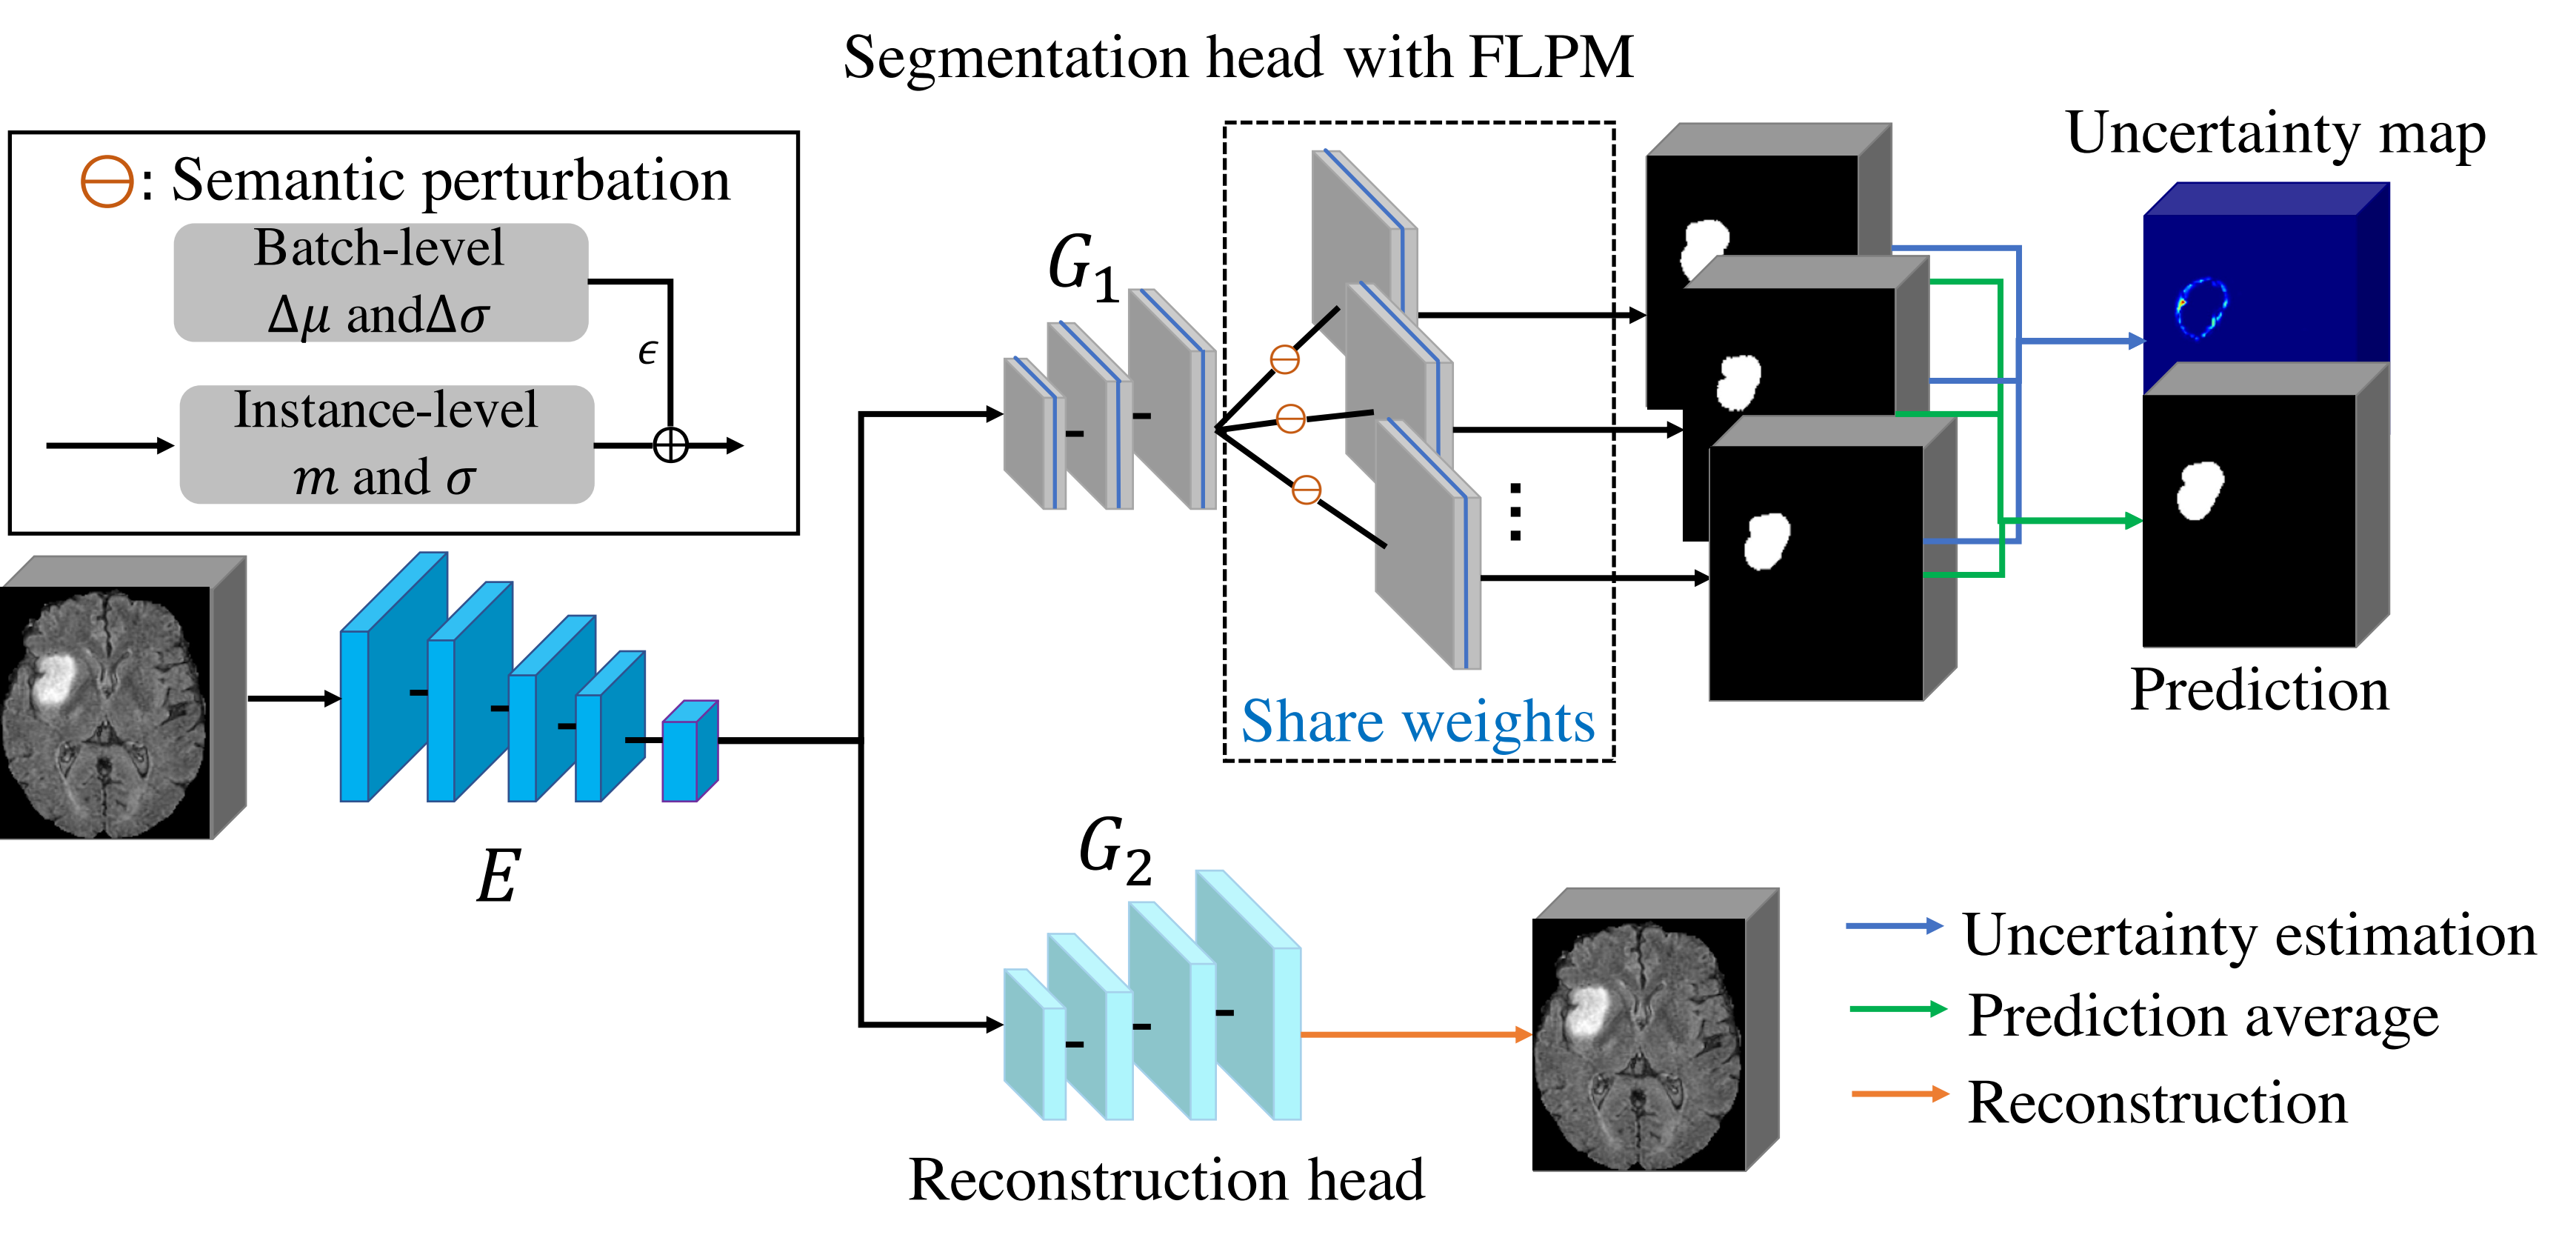 Segmentation head with FLPM
⊖: Semantic perturbation
Batch-level
Δμ andΔσ
ϵ
Instance-level
m and σ
G₁
Share weights
Uncertainty map
Prediction
E
G₂
Reconstruction head
Uncertainty estimation
Prediction average
Reconstruction